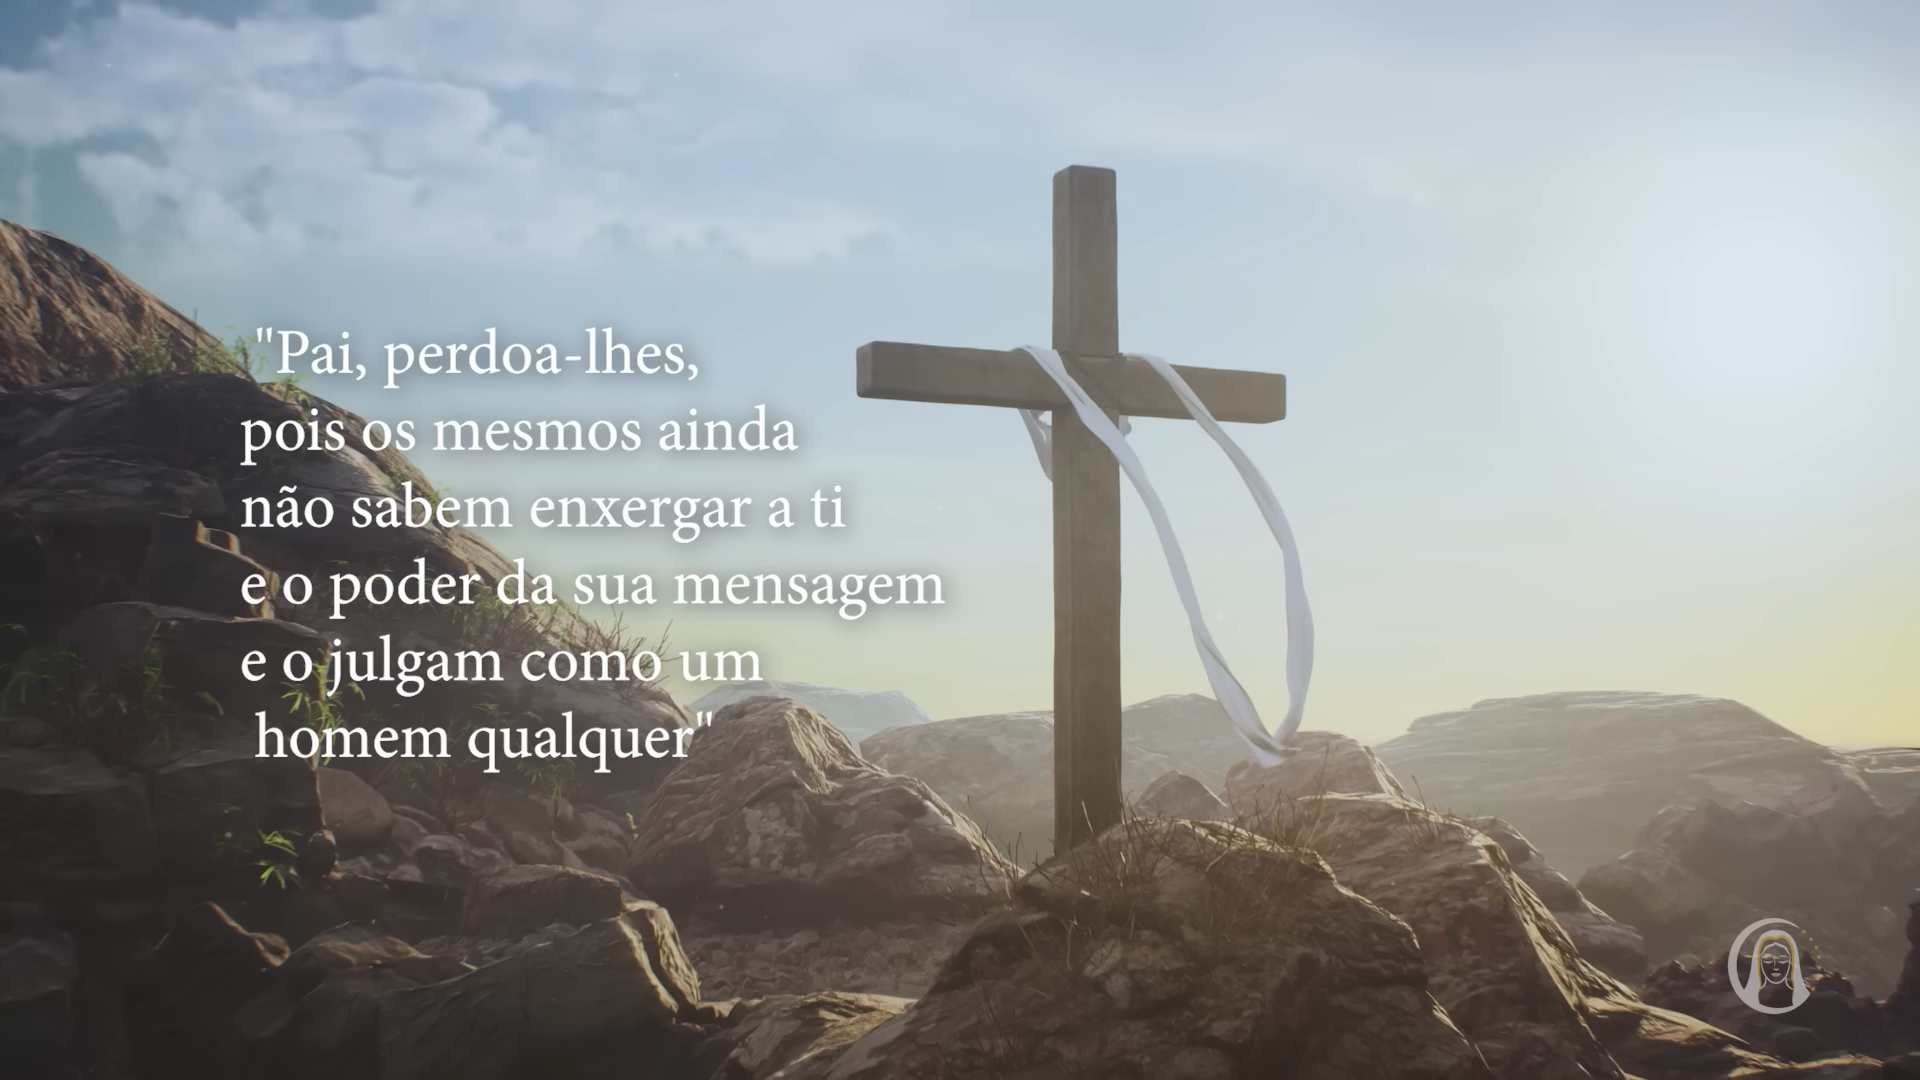 "Pai, perdoa-lhes,
pois os mesmos ainda
não sabem enxergar a ti
e o poder da sua mensagem
e o julgam como um
homem qualquer"